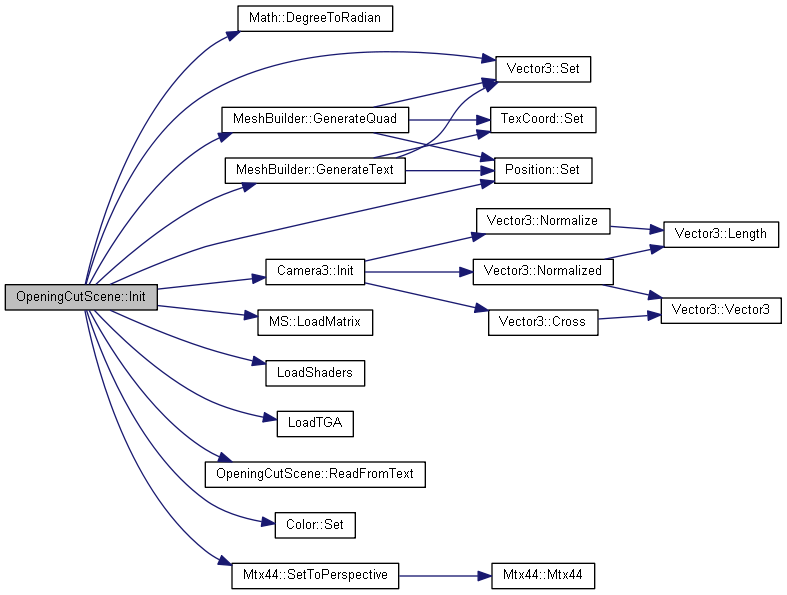 Math::DegreeToRadian
Vector3::Set
MeshBuilder::GenerateQuad
TexCoord::Set
MeshBuilder::GenerateText
Position::Set
Vector3::Normalize
Vector3::Length
Camera3::Init
Vector3::Normalized
OpeningCutScene::Init
Vector3::Vector3
MS::LoadMatrix
Vector3::Cross
LoadShaders
LoadTGA
OpeningCutScene::ReadFromText
Color::Set
Mtx44::SetToPerspective
Mtx44::Mtx44